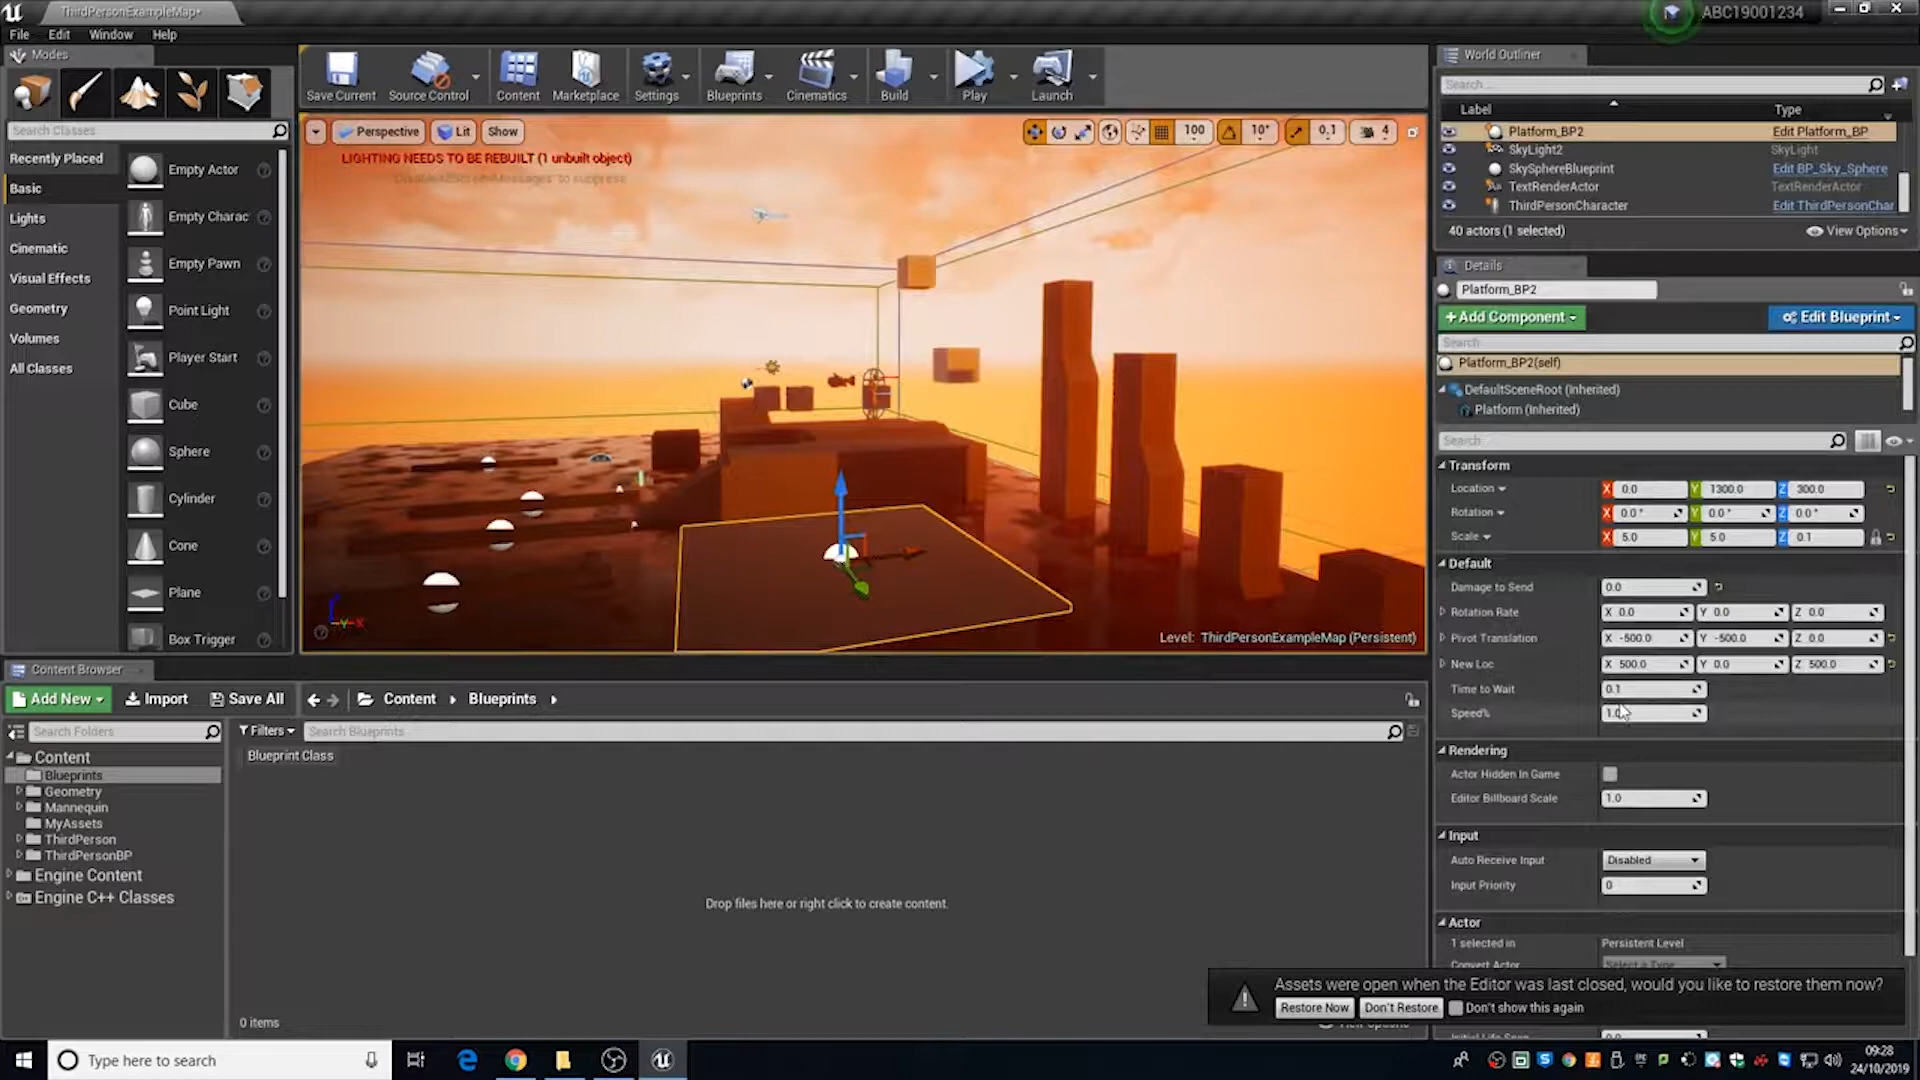 ThirdPersonExampleMap*
ABC19001234
File Edit Window Help
Modes
Search Classes
Recently Placed
Basic
Lights
Cinematic
Visual Effects
Geometry
Volumes
All Classes
Empty Actor
Empty Charac
Empty Pawn
Point Light
Player Start
Cube
Sphere
Cylinder
Cone
Plane
Box Trigger
Save Current Source Control Content Marketplace Settings Blueprints Cinematics Build Play Launch
Perspective Lit Show
100 10° 0.1 4
LIGHTING NEEDS TO BE REBUILT (1 unbuilt object)
'DisableAllScreenMessages' to suppress
Level: ThirdPersonExampleMap (Persistent)
World Outliner
Search...
Label Type
Platform_BP2 Edit Platform_BP
SkyLight2 SkyLight
SkySphereBlueprint Edit BP_Sky_Sphere
TextRenderActor TextRenderActor
ThirdPersonCharacter Edit ThirdPersonChar
40 actors (1 selected) View Options
Details
Platform_BP2
+Add Component Edit Blueprint
Search
Platform_BP2(self)
DefaultSceneRoot (Inherited)
Platform (Inherited)
Search
Transform
Location X 0.0 Y 1300.0 Z 300.0
Rotation X 0.0° Y 0.0° Z 0.0°
Scale X 5.0 Y 5.0 Z 0.1
Default
Damage to Send 0.0
Rotation Rate X 0.0 Y 0.0 Z 0.0
Pivot Translation X -500.0 Y -500.0 Z 0.0
New Loc X 500.0 Y 0.0 Z 500.0
Time to Wait 0.1
Speed% 1.0
Rendering
Actor Hidden In Game
Editor Billboard Scale 1.0
Input
Auto Receive Input Disabled
Input Priority 0
Actor
1 selected in Persistent Level
Convert Actor Select a Type
Assets were open when the Editor was last closed, would you like to restore them now?
Restore Now Don't Restore Don't show this again
View Options
Content Browser
Add New Import Save All Content Blueprints
Search Folders
Filters Search Blueprints
Blueprint Class
Content
Blueprints
Geometry
Mannequin
MyAssets
ThirdPerson
ThirdPersonBP
Engine Content
Engine C++ Classes
Drop files here or right click to create content.
0 items
Type here to search
09:28
24/10/2019